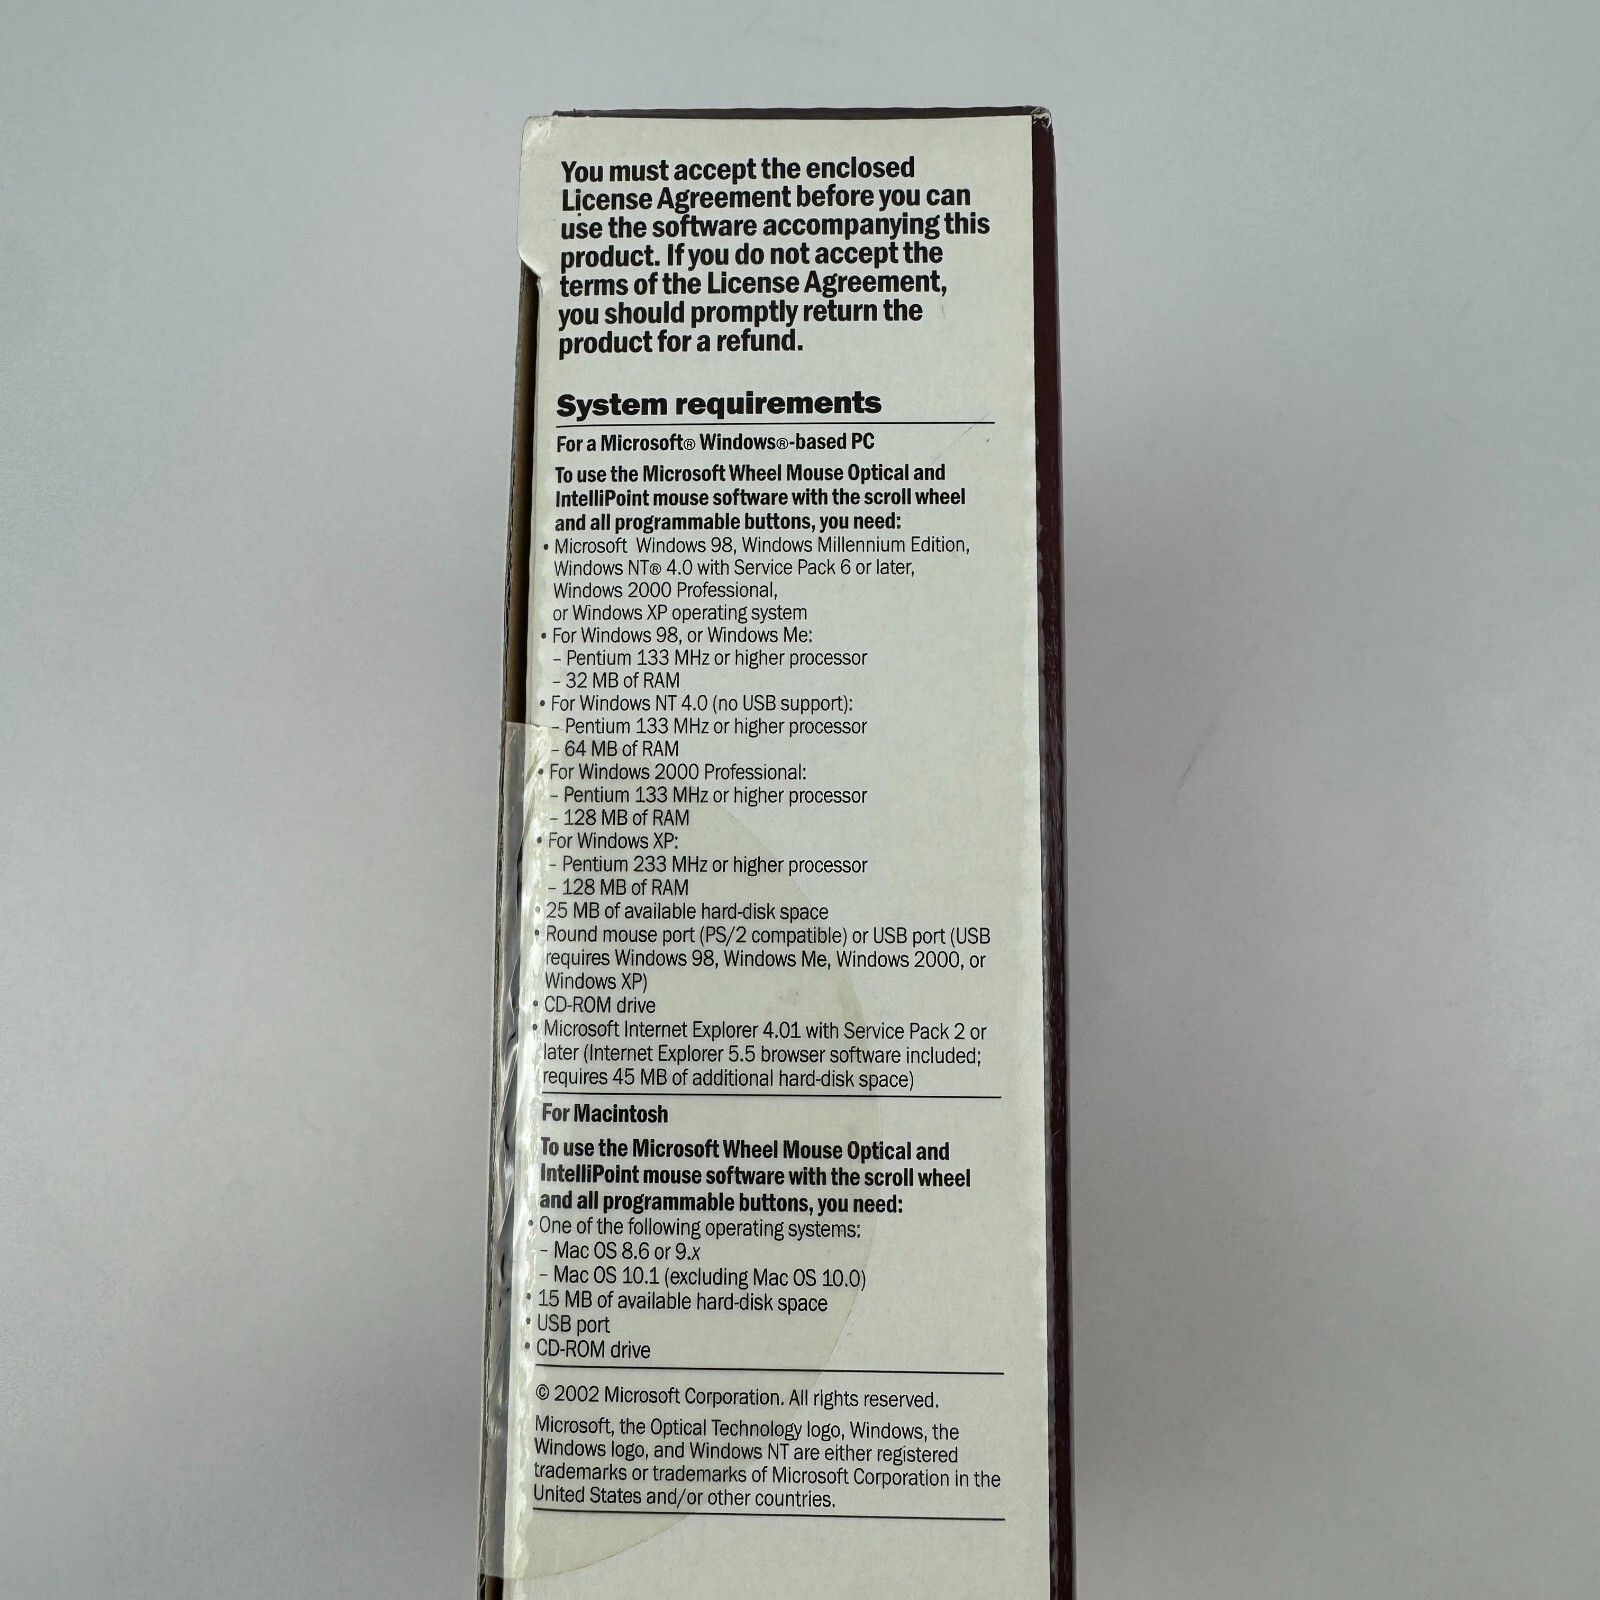 You must accept the enclosed
License Agreement before you can
use the software accompanying this
product. If you do not accept the
terms of the License Agreement,
you should promptly return the
product for a refund.
System requirements
For a Microsoft® Windows®-based PC
To use the Microsoft Wheel Mouse Optical and
IntelliPoint mouse software with the scroll wheel
and all programmable buttons, you need:
• Microsoft Windows 98, Windows Millennium Edition,
Windows NT® 4.0 with Service Pack 6 or later,
Windows 2000 Professional,
or Windows XP operating system
• For Windows 98, or Windows Me:
– Pentium 133 MHz or higher processor
– 32 MB of RAM
• For Windows NT 4.0 (no USB support):
– Pentium 133 MHz or higher processor
– 64 MB of RAM
• For Windows 2000 Professional:
– Pentium 133 MHz or higher processor
– 128 MB of RAM
• For Windows XP:
– Pentium 233 MHz or higher processor
– 128 MB of RAM
• 25 MB of available hard-disk space
• Round mouse port (PS/2 compatible) or USB port (USB
requires Windows 98, Windows Me, Windows 2000, or
Windows XP)
• CD-ROM drive
• Microsoft Internet Explorer 4.01 with Service Pack 2 or
later (Internet Explorer 5.5 browser software included;
requires 45 MB of additional hard-disk space)
For Macintosh
To use the Microsoft Wheel Mouse Optical and
IntelliPoint mouse software with the scroll wheel
and all programmable buttons, you need:
• One of the following operating systems:
– Mac OS 8.6 or 9.x
– Mac OS 10.1 (excluding Mac OS 10.0)
• 15 MB of available hard-disk space
• USB port
• CD-ROM drive
© 2002 Microsoft Corporation. All rights reserved.
Microsoft, the Optical Technology logo, Windows, the
Windows logo, and Windows NT are either registered
trademarks or trademarks of Microsoft Corporation in the
United States and/or other countries.